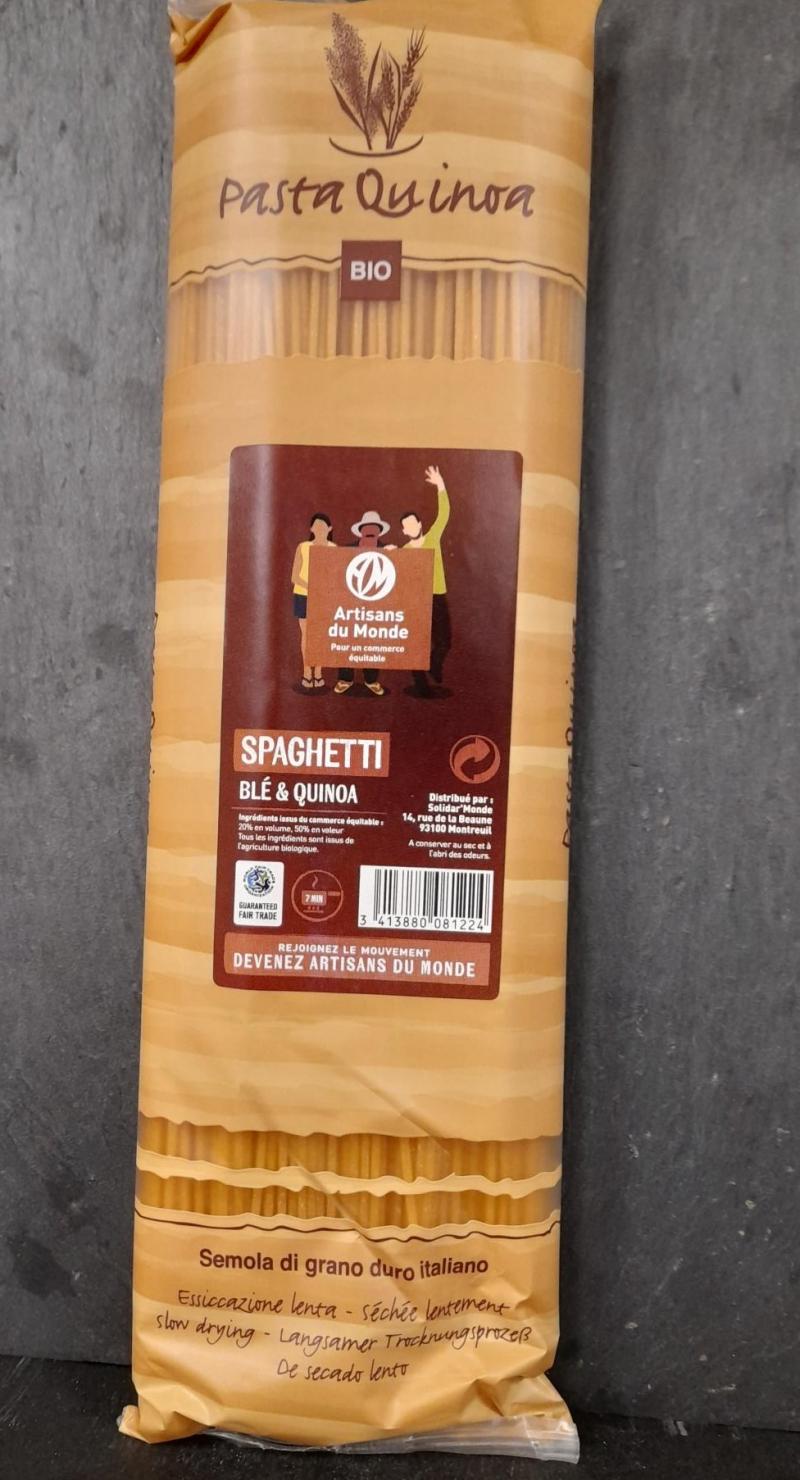 Pasta Quinoa
BIO
Artisans
du Monde
Pour un commerce
équitable
SPAGHETTI
BLÉ & QUINOA
Ingrédients issus du commerce équitable :
20% en volume, 50% en valeur
Tous les ingrédients sont issus de
l'agriculture biologique.
Distribué par :
Solidar'Monde
14, rue de la Beaune
93100 Montreuil
A conserver au sec et à
l'abri des odeurs.
GUARANTEED
FAIR TRADE
7 MIN
3 413880 081224
REJOIGNEZ LE MOUVEMENT
DEVENEZ ARTISANS DU MONDE
Semola di grano duro italiano
Essiccazione lenta - séchée lentement
slow drying - Langsamer Trocknungsprozeß
De secado lento